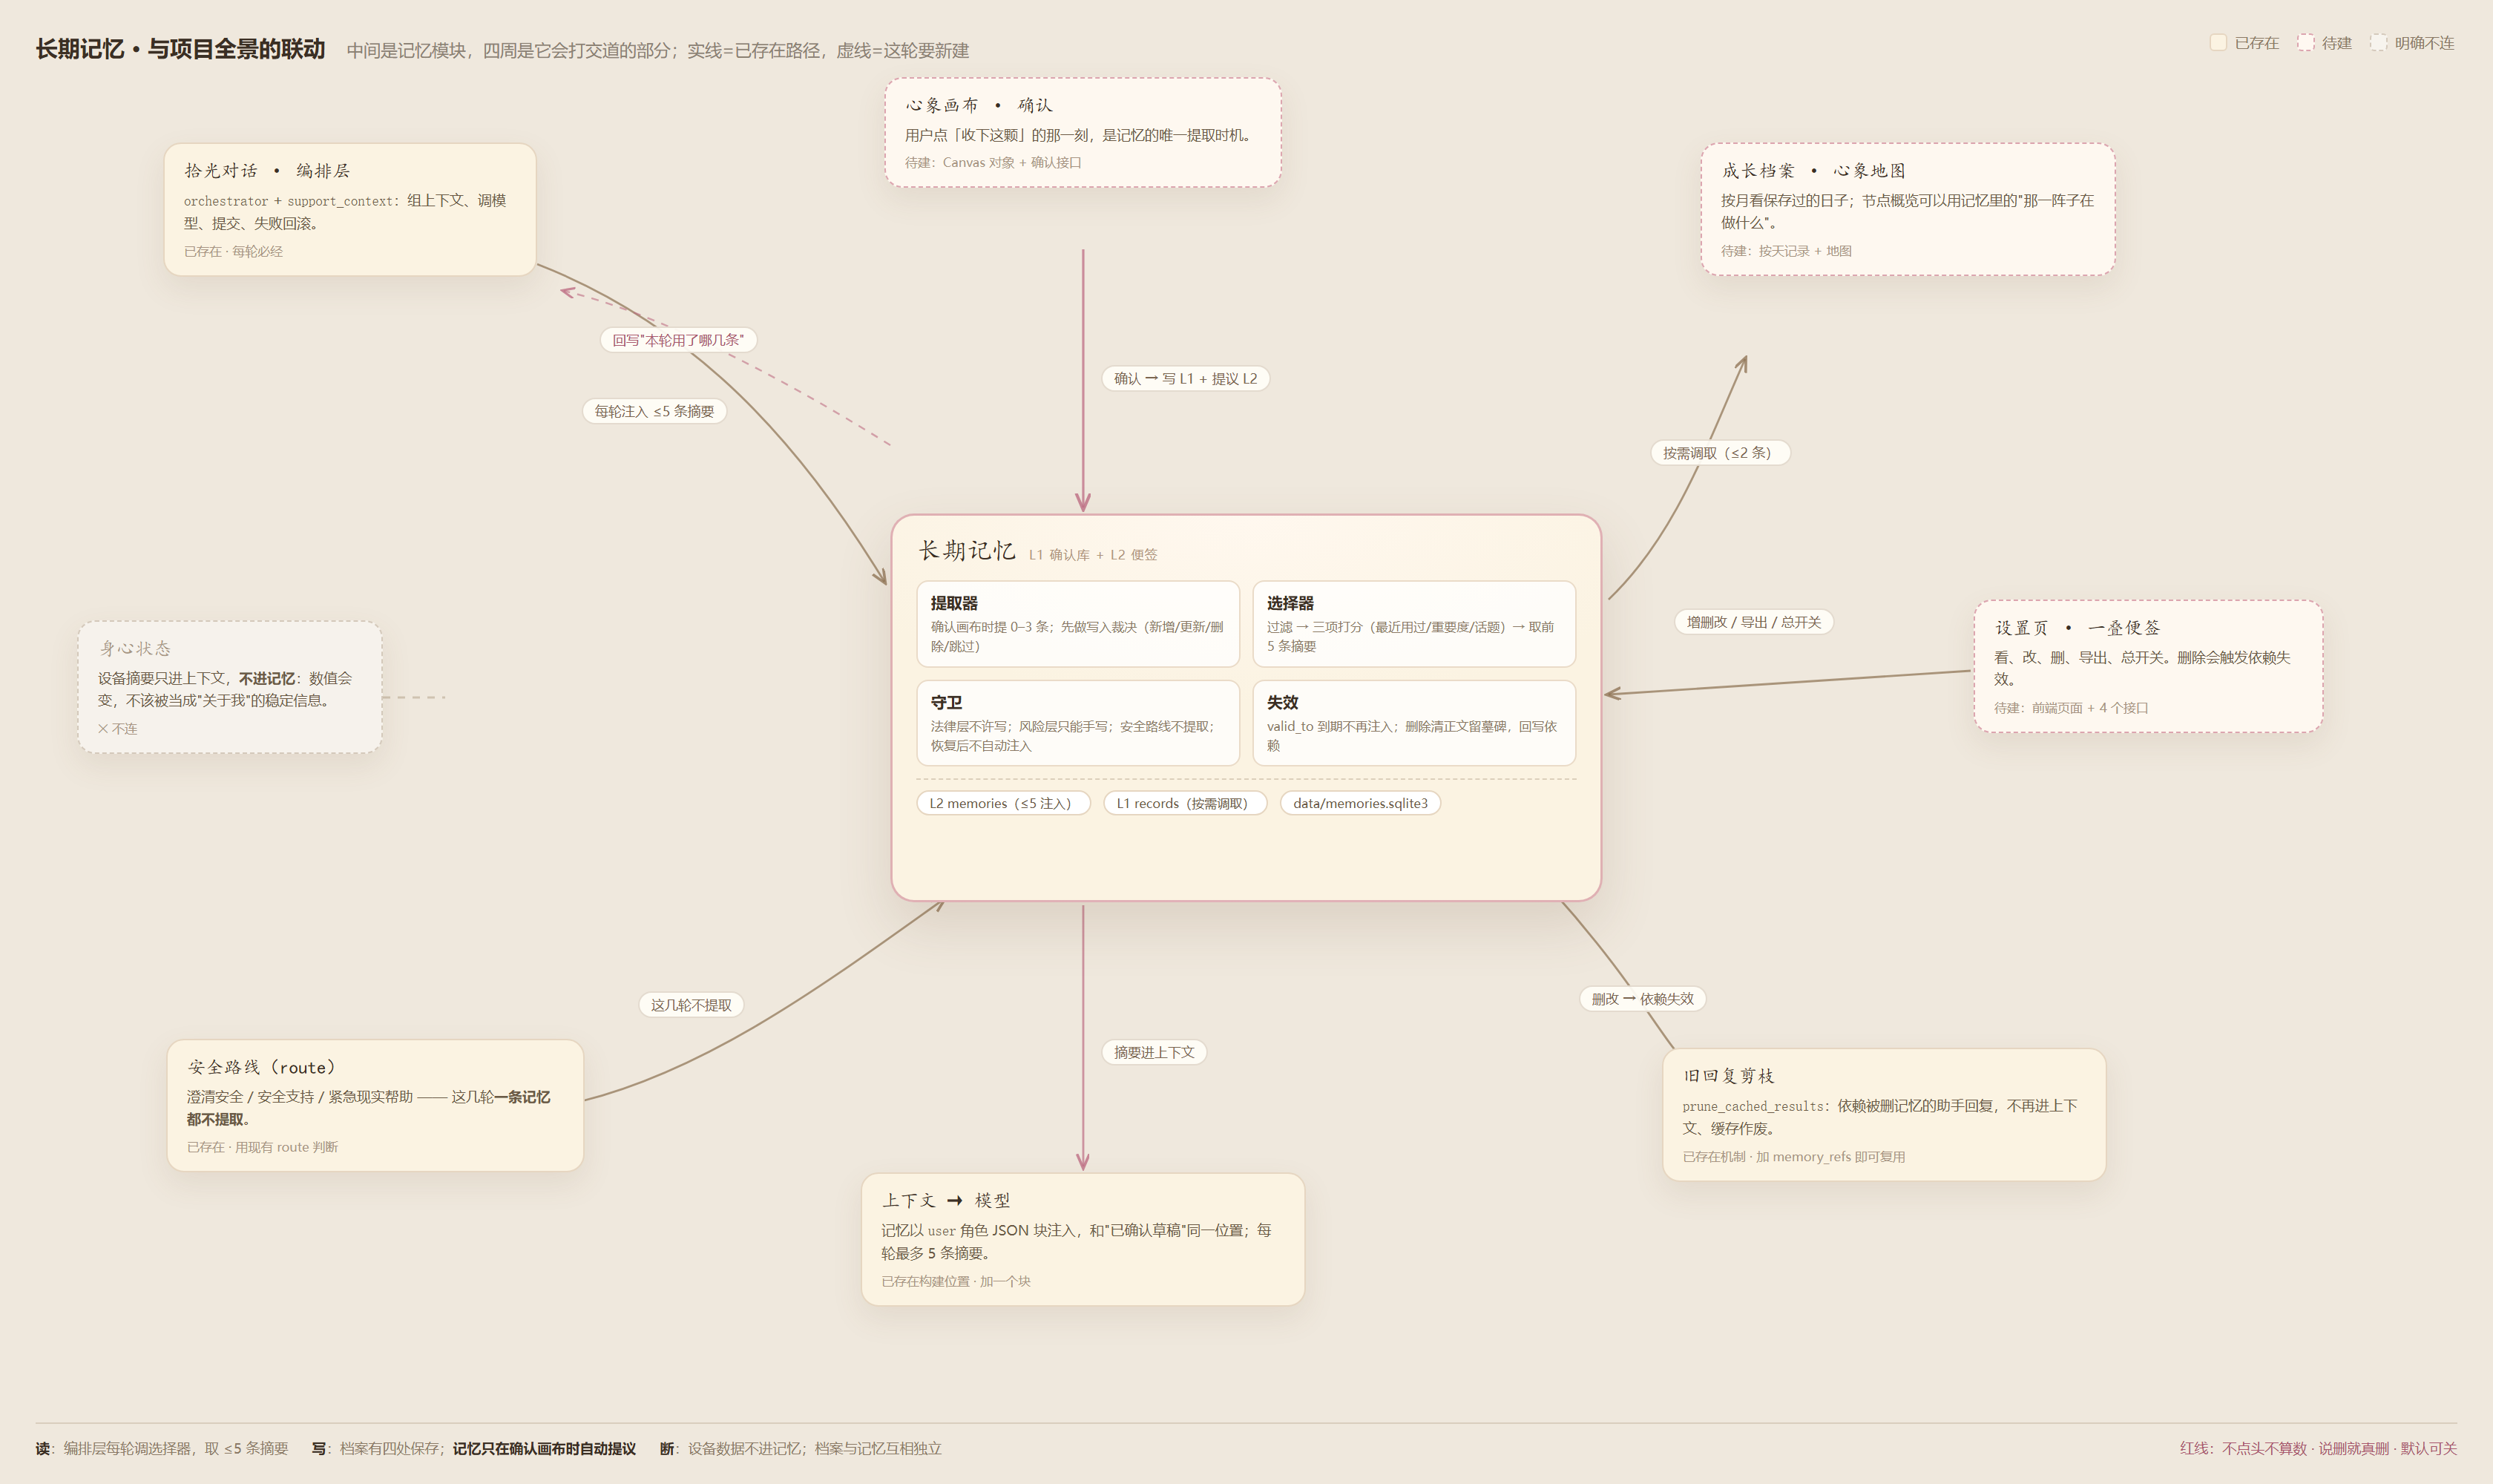 长期记忆 · 与项目全景的联动 中间是记忆模块，四周是它会打交道的部分；实线=已存在路径，虚线=这轮要新建
已存在 待建 明确不连
心象画布 · 确认
用户点「收下这颗」的那一刻，是记忆的唯一提取时机。
待建：Canvas 对象 + 确认接口
拾光对话 · 编排层
orchestrator + support_context：组上下文、调模
型、提交、失败回滚。
已存在 · 每轮必经
成长档案 · 心象地图
按月看保存过的日子；节点概览可以用记忆里的"那一阵子在
做什么"。
待建：按天记录 + 地图
回写"本轮用了哪几条"
确认 → 写 L1 + 提议 L2
每轮注入 ≤5 条摘要
按需调取（≤2 条）
长期记忆 L1 确认库 + L2 便签
提取器
确认画布时提 0–3 条；先做写入裁决（新增/更新/删
除/跳过）
选择器
过滤 → 三项打分（最近用过/重要度/话题）→ 取前
5 条摘要
守卫
法律层不许写；风险层只能手写；安全路线不提取；
恢复后不自动注入
失效
valid_to 到期不再注入；删除清正文留墓碑，回写依
赖
L2 memories（≤5 注入） L1 records（按需调取） data/memories.sqlite3
增删改 / 导出 / 总开关
设置页 · 一叠便签
看、改、删、导出、总开关。删除会触发依赖失
效。
待建：前端页面 + 4 个接口
身心状态
设备摘要只进上下文，不进记忆：数值会
变，不该被当成"关于我"的稳定信息。
✕ 不连
这几轮不提取
删改 → 依赖失效
摘要进上下文
安全路线（route）
澄清安全 / 安全支持 / 紧急现实帮助 —— 这几轮一条记忆
都不提取。
已存在 · 用现有 route 判断
旧回复剪枝
prune_cached_results：依赖被删记忆的助手回复，不再进上下
文、缓存作废。
已存在机制 · 加 memory_refs 即可复用
上下文 → 模型
记忆以 user 角色 JSON 块注入，和"已确认草稿"同一位置；每
轮最多 5 条摘要。
已存在构建位置 · 加一个块
读：编排层每轮调选择器，取 ≤5 条摘要 写：档案有四处保存；记忆只在确认画布时自动提议 断：设备数据不进记忆；档案与记忆互相独立
红线：不点头不算数 · 说删就真删 · 默认可关